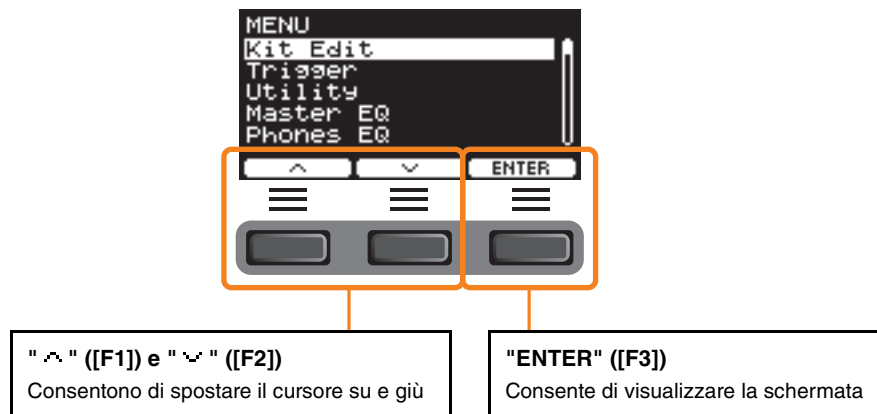 MENU
Kit Edit
Trigger
Utility
Master EQ
Phones EQ
ENTER
" ︿ " ([F1]) e " ﹀ " ([F2])
Consentono di spostare il cursore su e giù
"ENTER" ([F3])
Consente di visualizzare la schermata